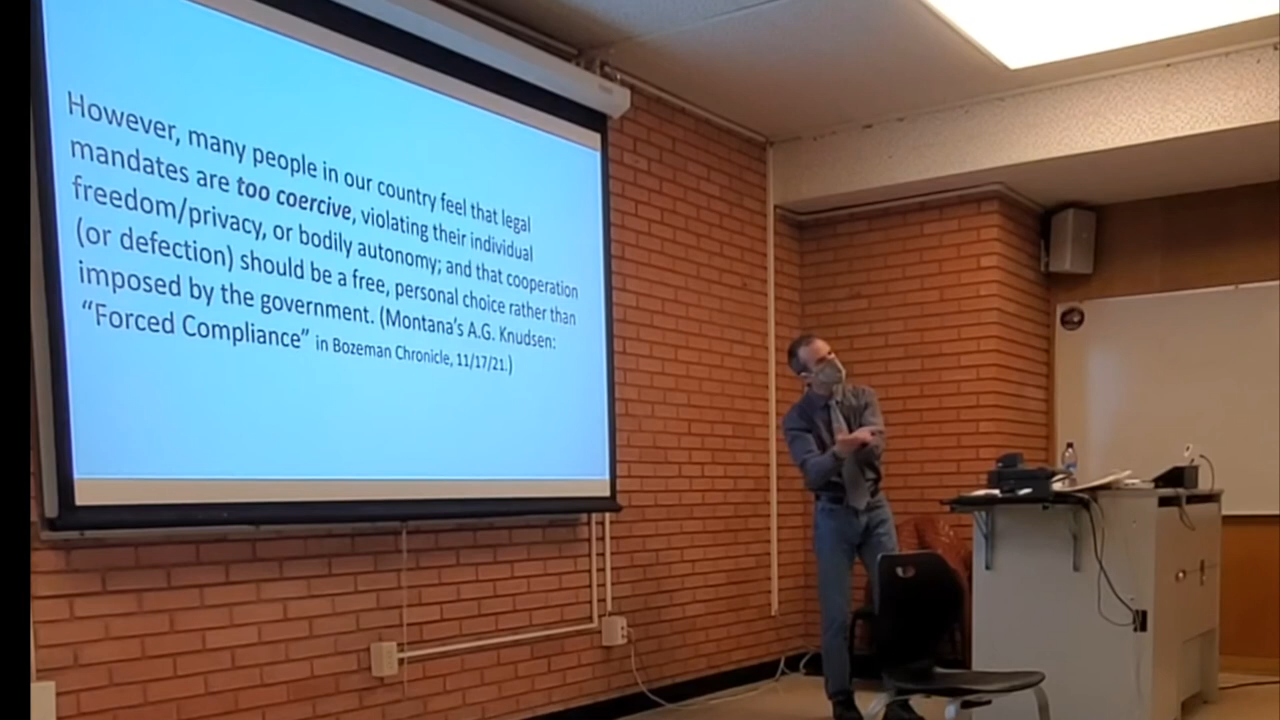 However, many people in our country feel that legal
mandates are too coercive, violating their individual
freedom/privacy, or bodily autonomy; and that cooperation
(or defection) should be a free, personal choice rather than
imposed by the government. (Montana's A.G. Knudsen:
“Forced Compliance” in Bozeman Chronicle, 11/17/21.)